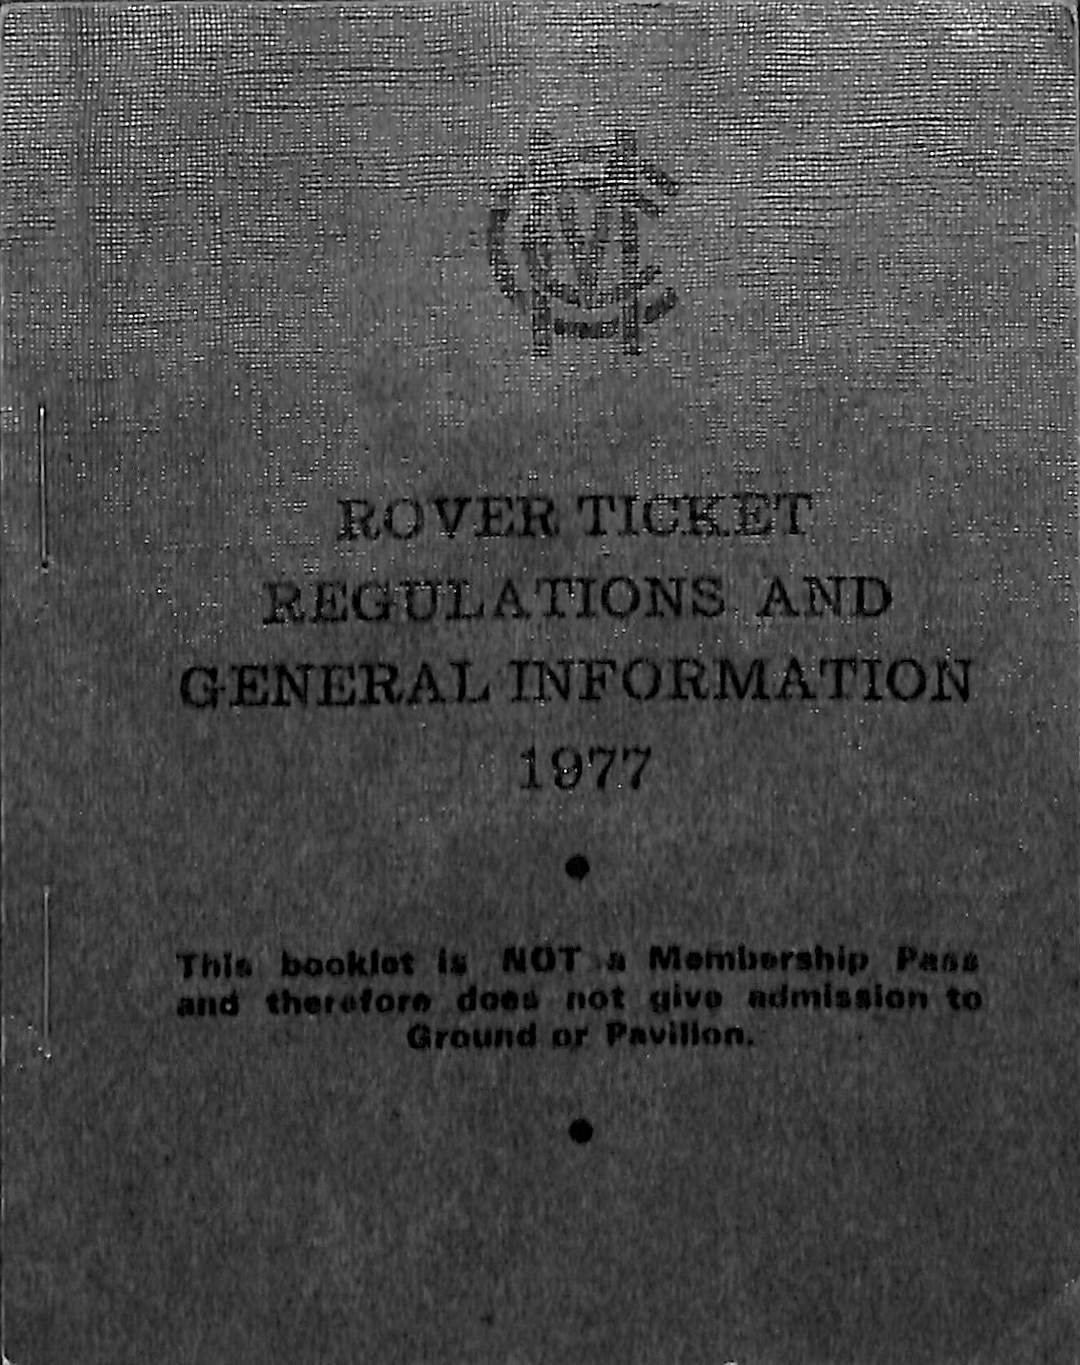 MCC
ROVER TICKET
REGULATIONS AND
GENERAL INFORMATION
1977
This booklet is NOT a Membership Pass
and therefore does not give admission to
Ground or Pavilion.